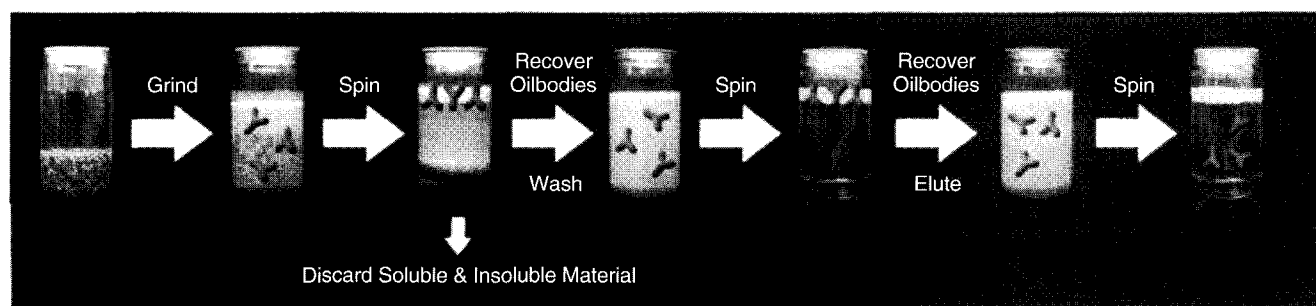 Grind
Spin
Recover
Oilbodies
Wash
Spin
Recover
Oilbodies
Elute
Spin
Discard Soluble & Insoluble Material